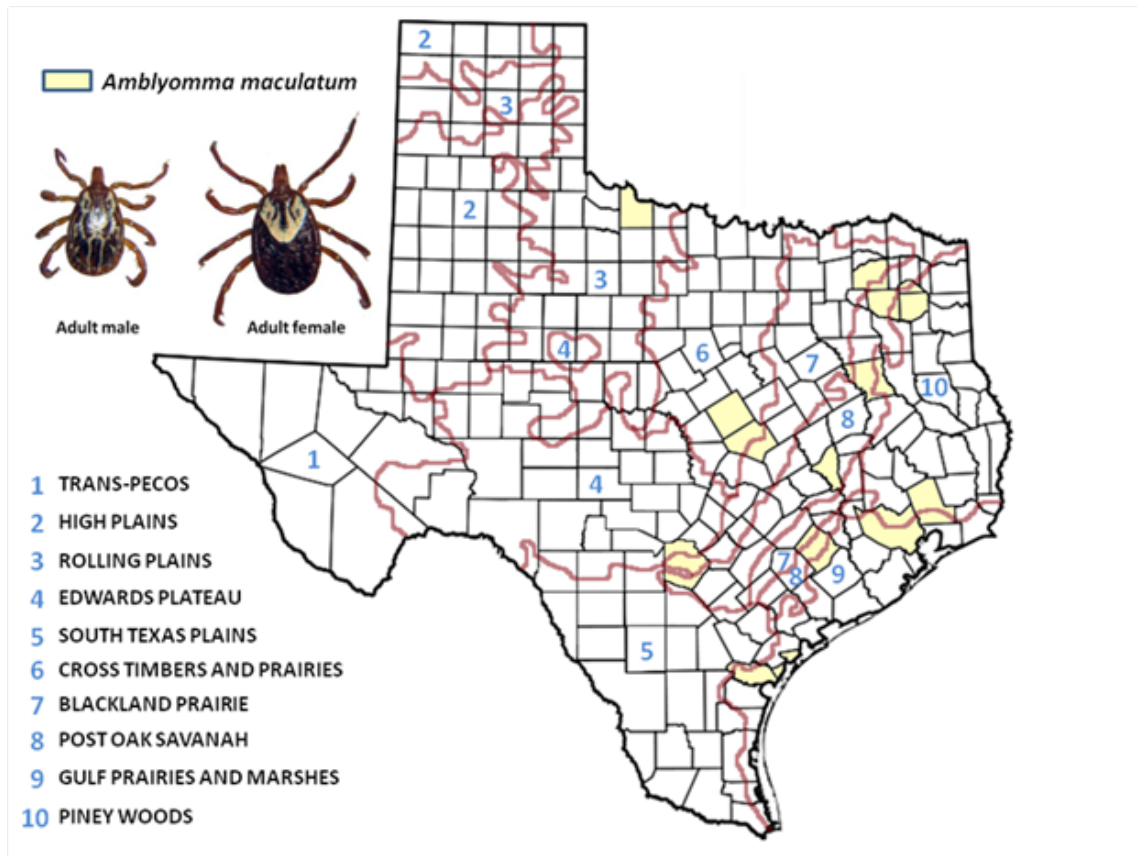 Amblyomma maculatum
Adult male
Adult female
1 TRANS-PECOS
2 HIGH PLAINS
3 ROLLING PLAINS
4 EDWARDS PLATEAU
5 SOUTH TEXAS PLAINS
6 CROSS TIMBERS AND PRAIRIES
7 BLACKLAND PRAIRIE
8 POST OAK SAVANAH
9 GULF PRAIRIES AND MARSHES
10 PINEY WOODS
2
3
2
3
4
6
7
10
8
1
4
7
8
9
5